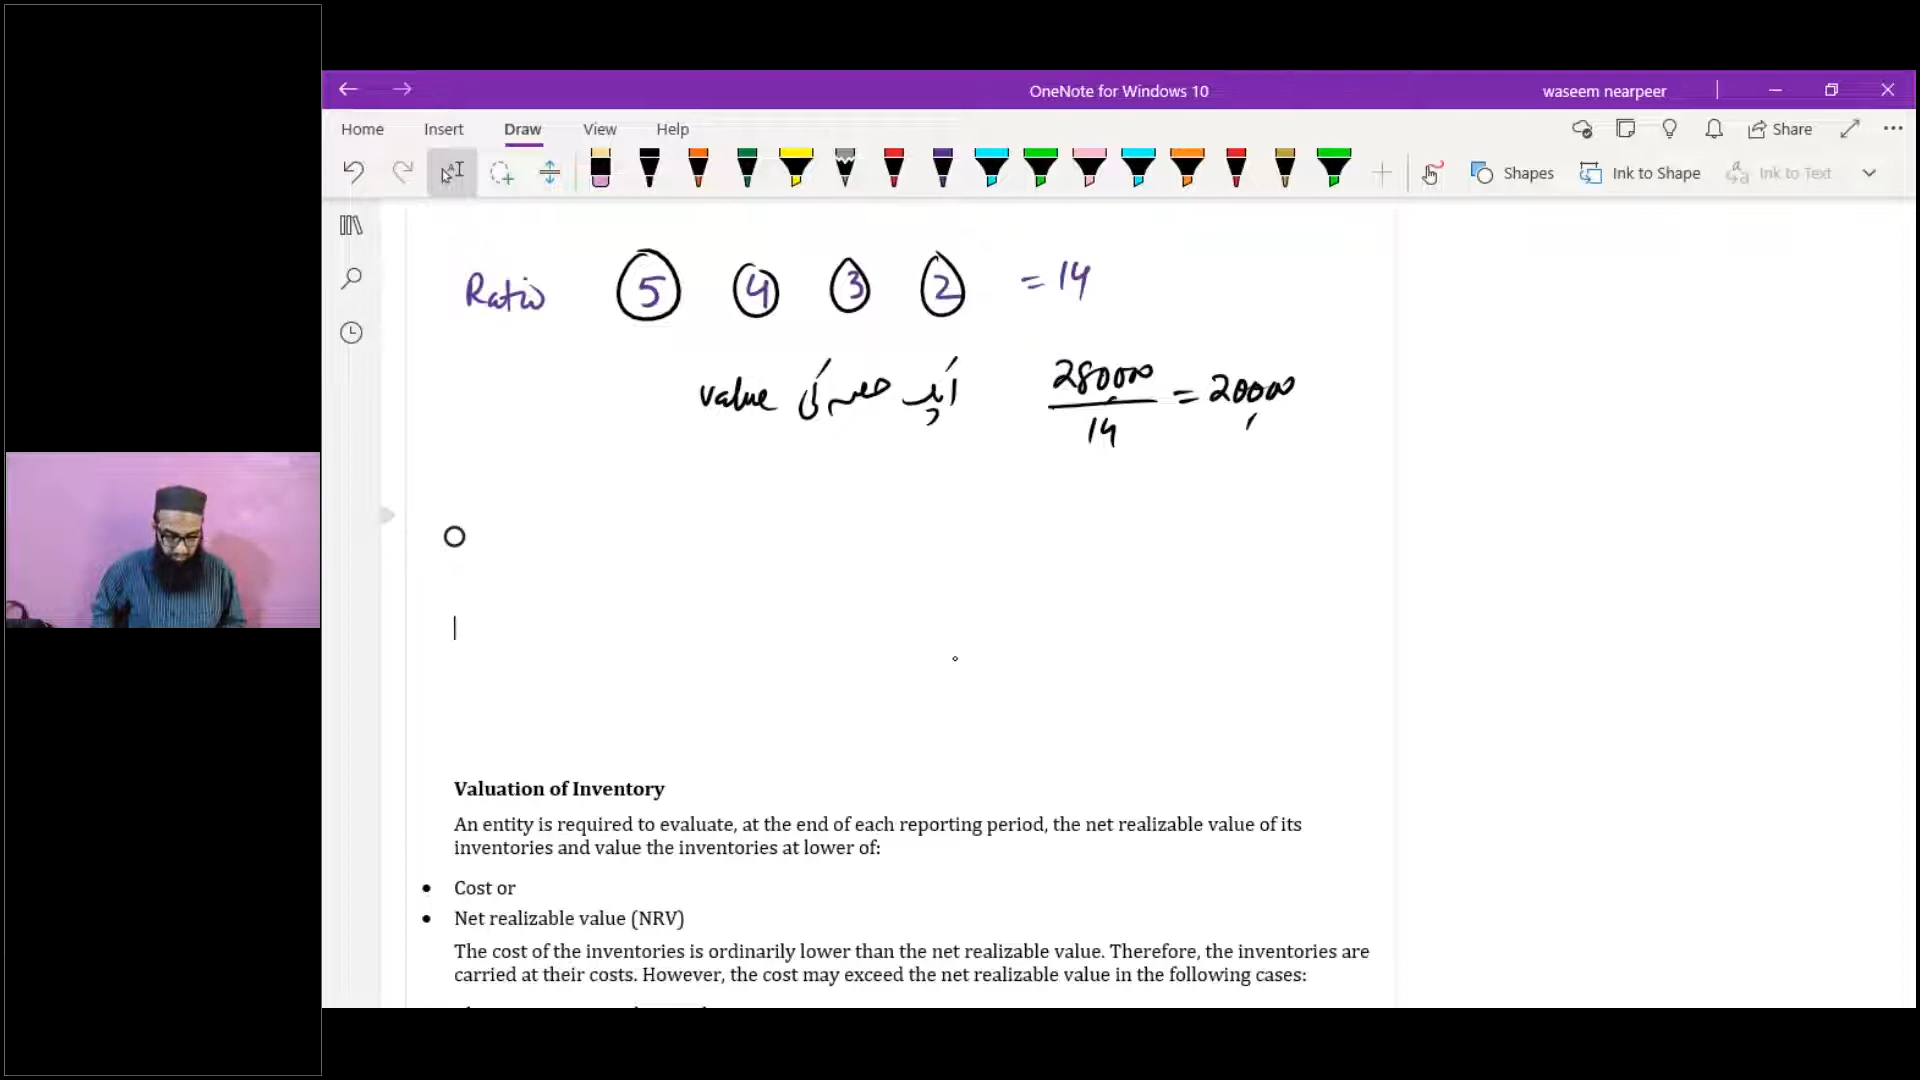 OneNote for Windows 10
waseem nearpeer
Home Insert Draw View Help
Share
Shapes Ink to Shape Ink to Text
Ratio 5 4 3 2 = 14
ایک حصہ کی value 280000 / 14 = 20,000
Valuation of Inventory
An entity is required to evaluate, at the end of each reporting period, the net realizable value of its
inventories and value the inventories at lower of:
• Cost or
• Net realizable value (NRV)
The cost of the inventories is ordinarily lower than the net realizable value. Therefore, the inventories are
carried at their costs. However, the cost may exceed the net realizable value in the following cases: